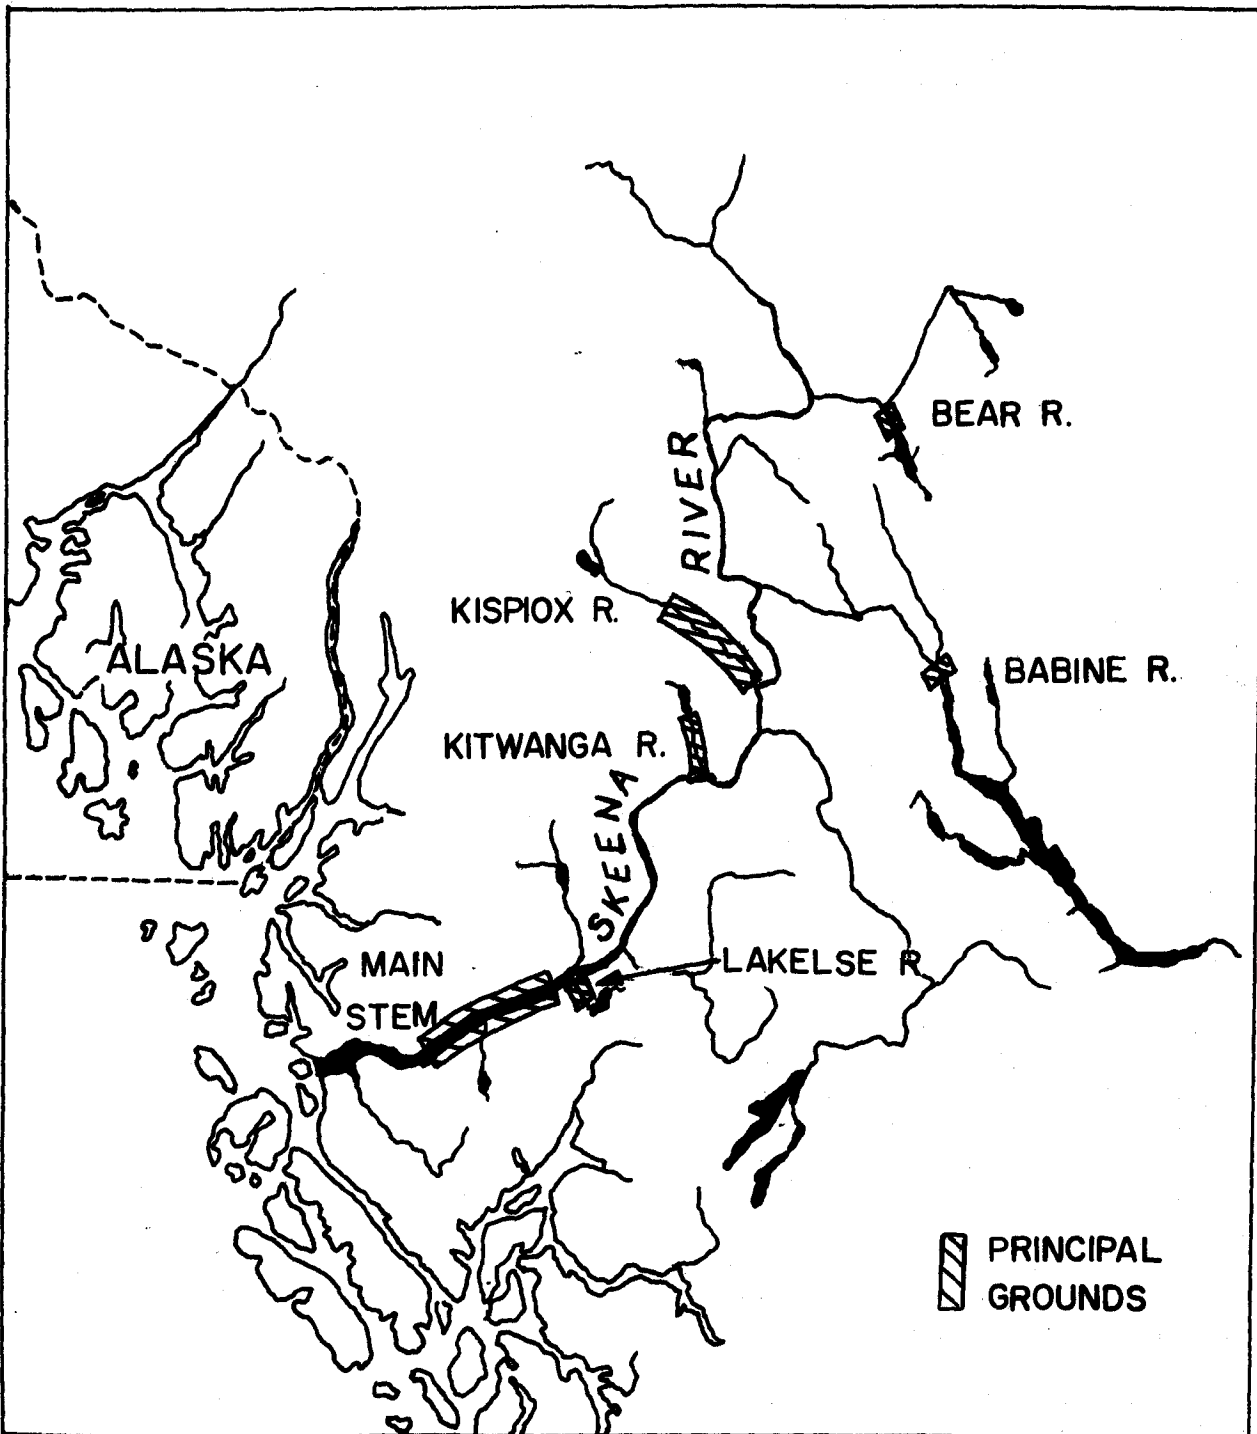 BEAR R.
RIVER
KISPIOX R.
ALASKA
BABINE R.
KITWANGA R.
SKEENA
MAIN
STEM
LAKELSE R
PRINCIPAL
GROUNDS